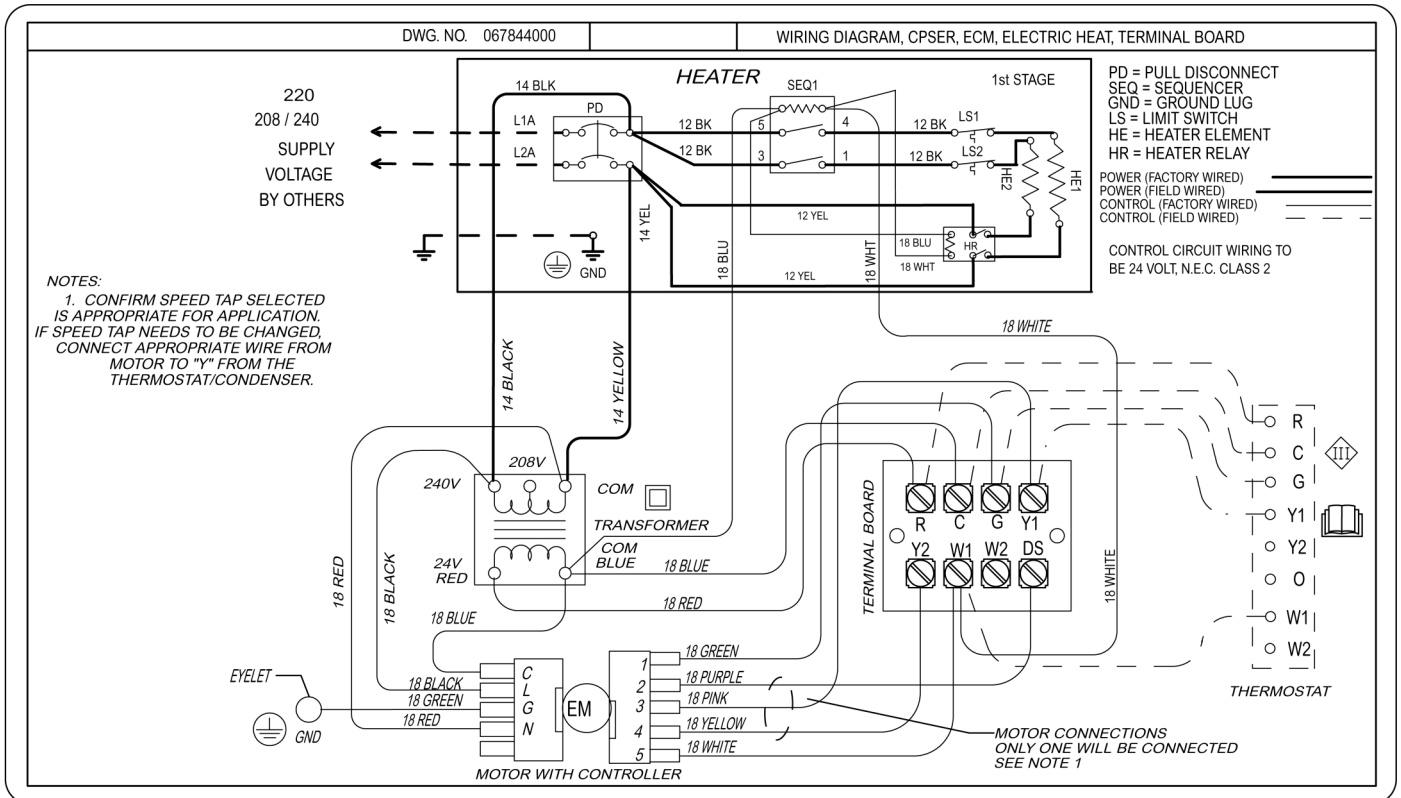 DWG. NO. 067844000
WIRING DIAGRAM, CPSER, ECM, ELECTRIC HEAT, TERMINAL BOARD
220
208 / 240
SUPPLY
VOLTAGE
BY OTHERS
HEATER
1st STAGE
14 BLK
PD
SEQ1
L1A
L2A
12 BK
12 BK
5
4
3
1
12 BK
12 BK
LS1
LS2
HE2
HE1
14 YEL
12 YEL
12 YEL
18 BLU
18 WHT
18 BLU
18 WHT
HR
GND
PD = PULL DISCONNECT
SEQ = SEQUENCER
GND = GROUND LUG
LS = LIMIT SWITCH
HE = HEATER ELEMENT
HR = HEATER RELAY
POWER (FACTORY WIRED)
POWER (FIELD WIRED)
CONTROL (FACTORY WIRED)
CONTROL (FIELD WIRED)
CONTROL CIRCUIT WIRING TO
BE 24 VOLT, N.E.C. CLASS 2
NOTES:
1. CONFIRM SPEED TAP SELECTED
IS APPROPRIATE FOR APPLICATION.
IF SPEED TAP NEEDS TO BE CHANGED,
CONNECT APPROPRIATE WIRE FROM
MOTOR TO "Y" FROM THE
THERMOSTAT/CONDENSER.
14 BLACK
14 YELLOW
18 WHITE
208V
240V
COM
TRANSFORMER
24V
RED
COM
BLUE
18 BLUE
18 RED
18 RED
18 BLACK
18 BLUE
TERMINAL BOARD
R
C
G
Y1
Y2
W1
W2
DS
18 WHITE
R
C
G
Y1
Y2
O
W1
W2
THERMOSTAT
III
EYELET
GND
18 BLACK
18 GREEN
18 RED
C
L
G
N
EM
1
2
3
4
5
18 GREEN
18 PURPLE
18 PINK
18 YELLOW
18 WHITE
MOTOR WITH CONTROLLER
MOTOR CONNECTIONS
ONLY ONE WILL BE CONNECTED
SEE NOTE 1